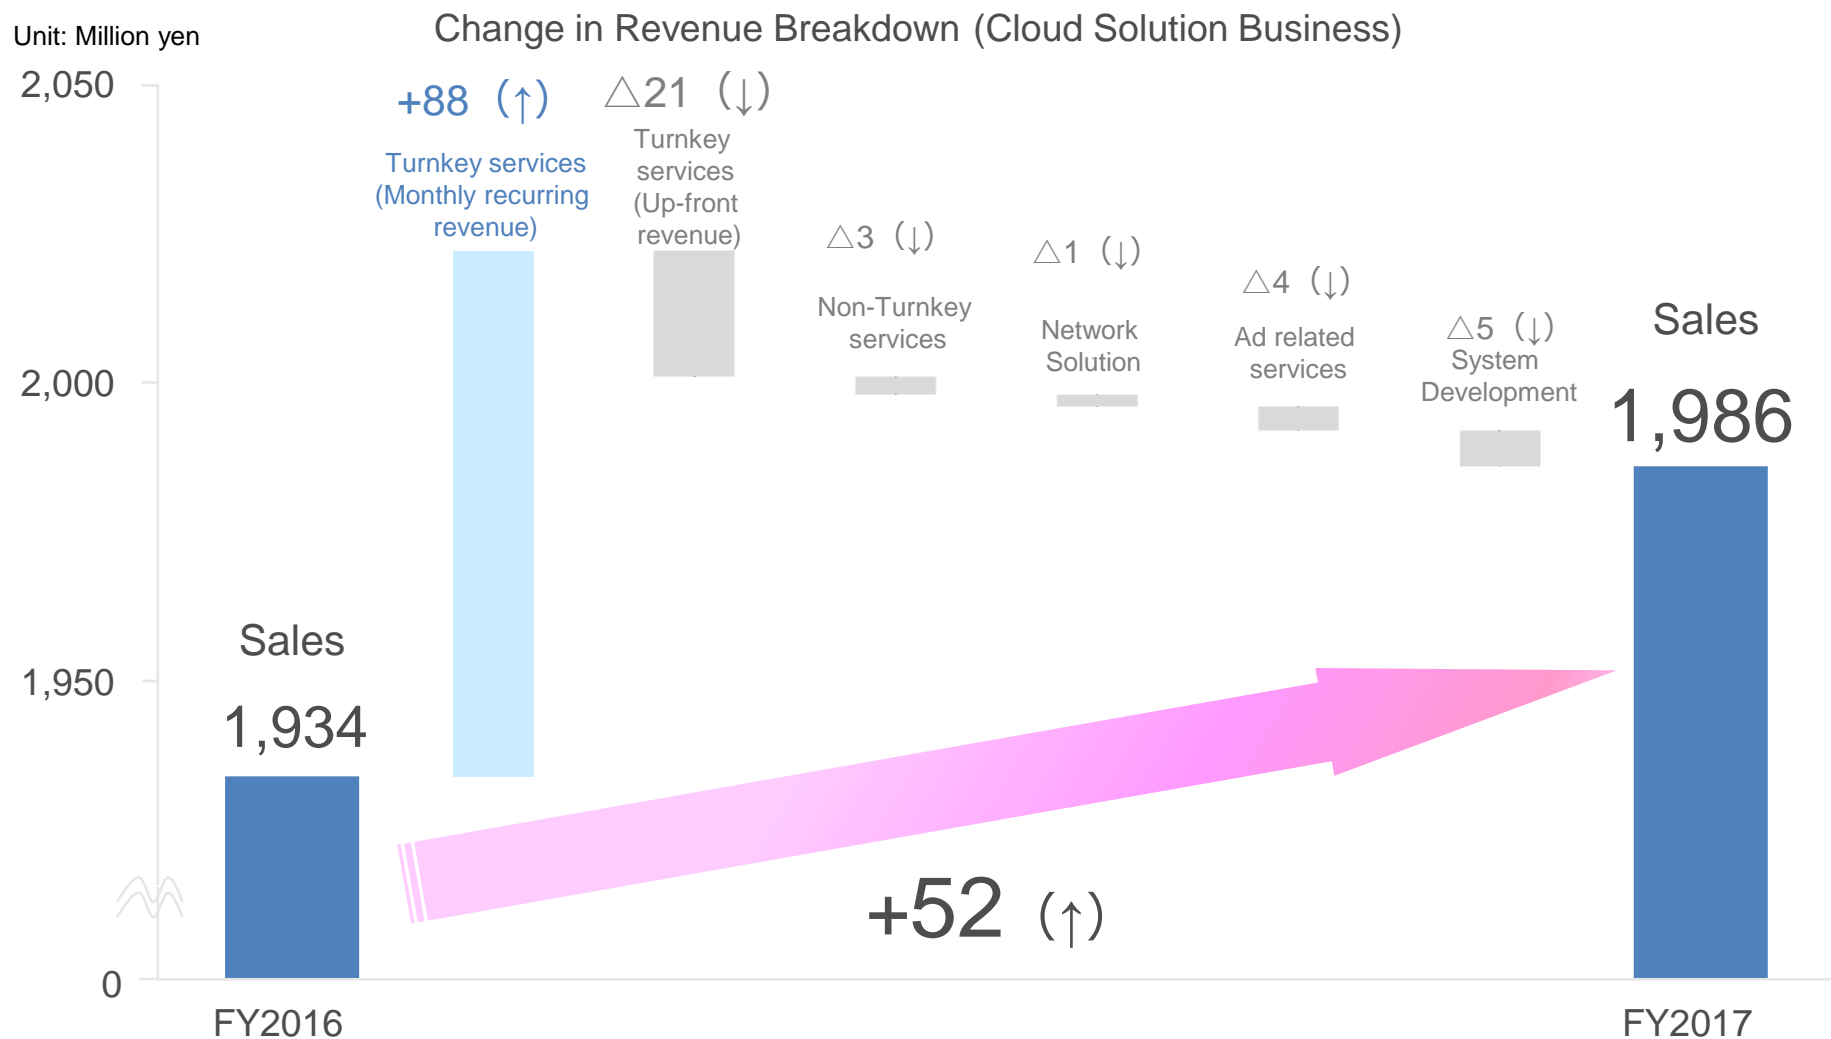 Change in Revenue Breakdown (Cloud Solution Business)
Unit: Million yen
2,050
2,000
1,950
0
+88（↑）
Turnkey services
(Monthly recurring
revenue)
△21（↓）
Turnkey
services
(Up-front
revenue)
△3（↓）
Non-Turnkey
services
△1（↓）
Network
Solution
△4（↓）
Ad related
services
△5（↓）
System
Development
Sales
1,986
Sales
1,934
+52（↑）
FY2016
FY2017